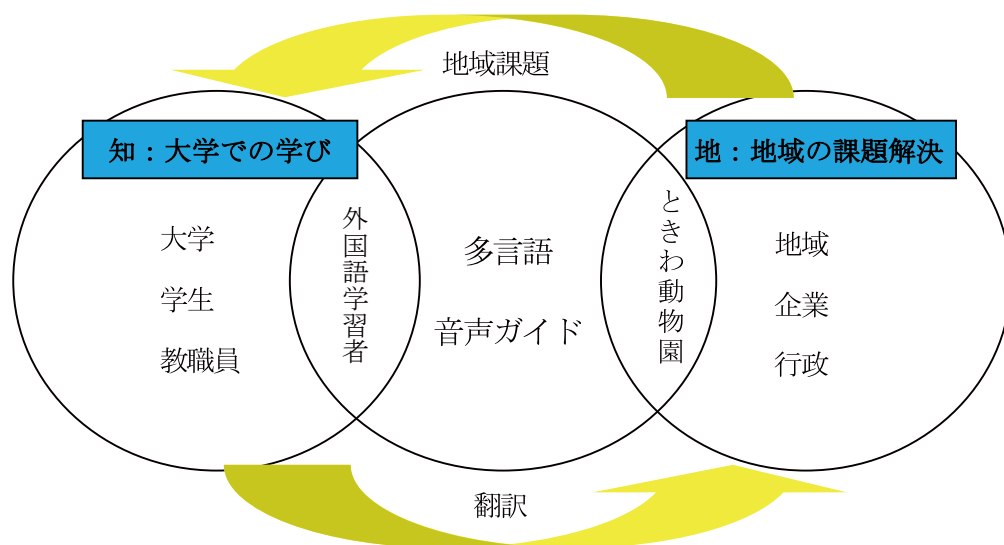 地域課題
知：大学での学び
地：地域の課題解決
大学
学生
教職員
外国語学習者
多言語
音声ガイド
ときわ動物園
地域
企業
行政
翻訳